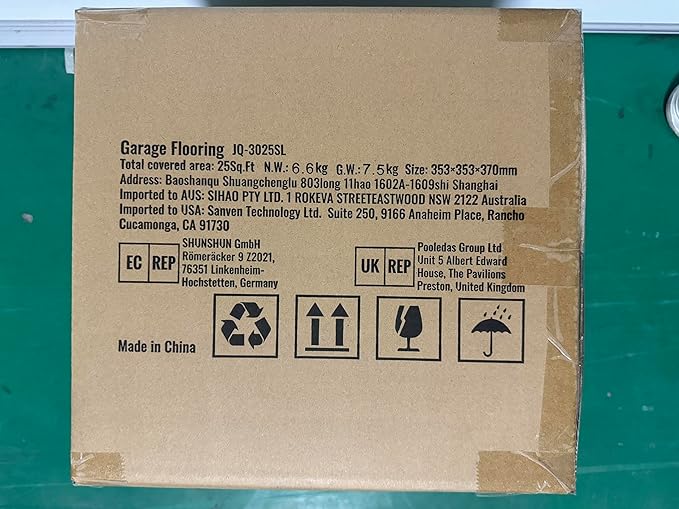 Garage Flooring JQ-3025SL
Total covered area: 25Sq.Ft N.W.: 6.6kg G.W.: 7.5kg Size: 353×353×370mm
Address: Baoshanqu Shuangchenglu 803long 11hao 1602A-1609shi Shanghai
Imported to AUS: SIHAO PTY LTD. 1 ROKEVA STREETEASTWOOD NSW 2122 Australia
Imported to USA: Sanven Technology Ltd. Suite 250, 9166 Anaheim Place, Rancho
Cucamonga, CA 91730
EC REP
SHUNSHUN GmbH
Römeräcker 9 Z2021,
76351 Linkenheim-
Hochstetten, Germany
UK REP
Pooledas Group Ltd
Unit 5 Albert Edward
House, The Pavilions
Preston, United Kingdom
Made in China